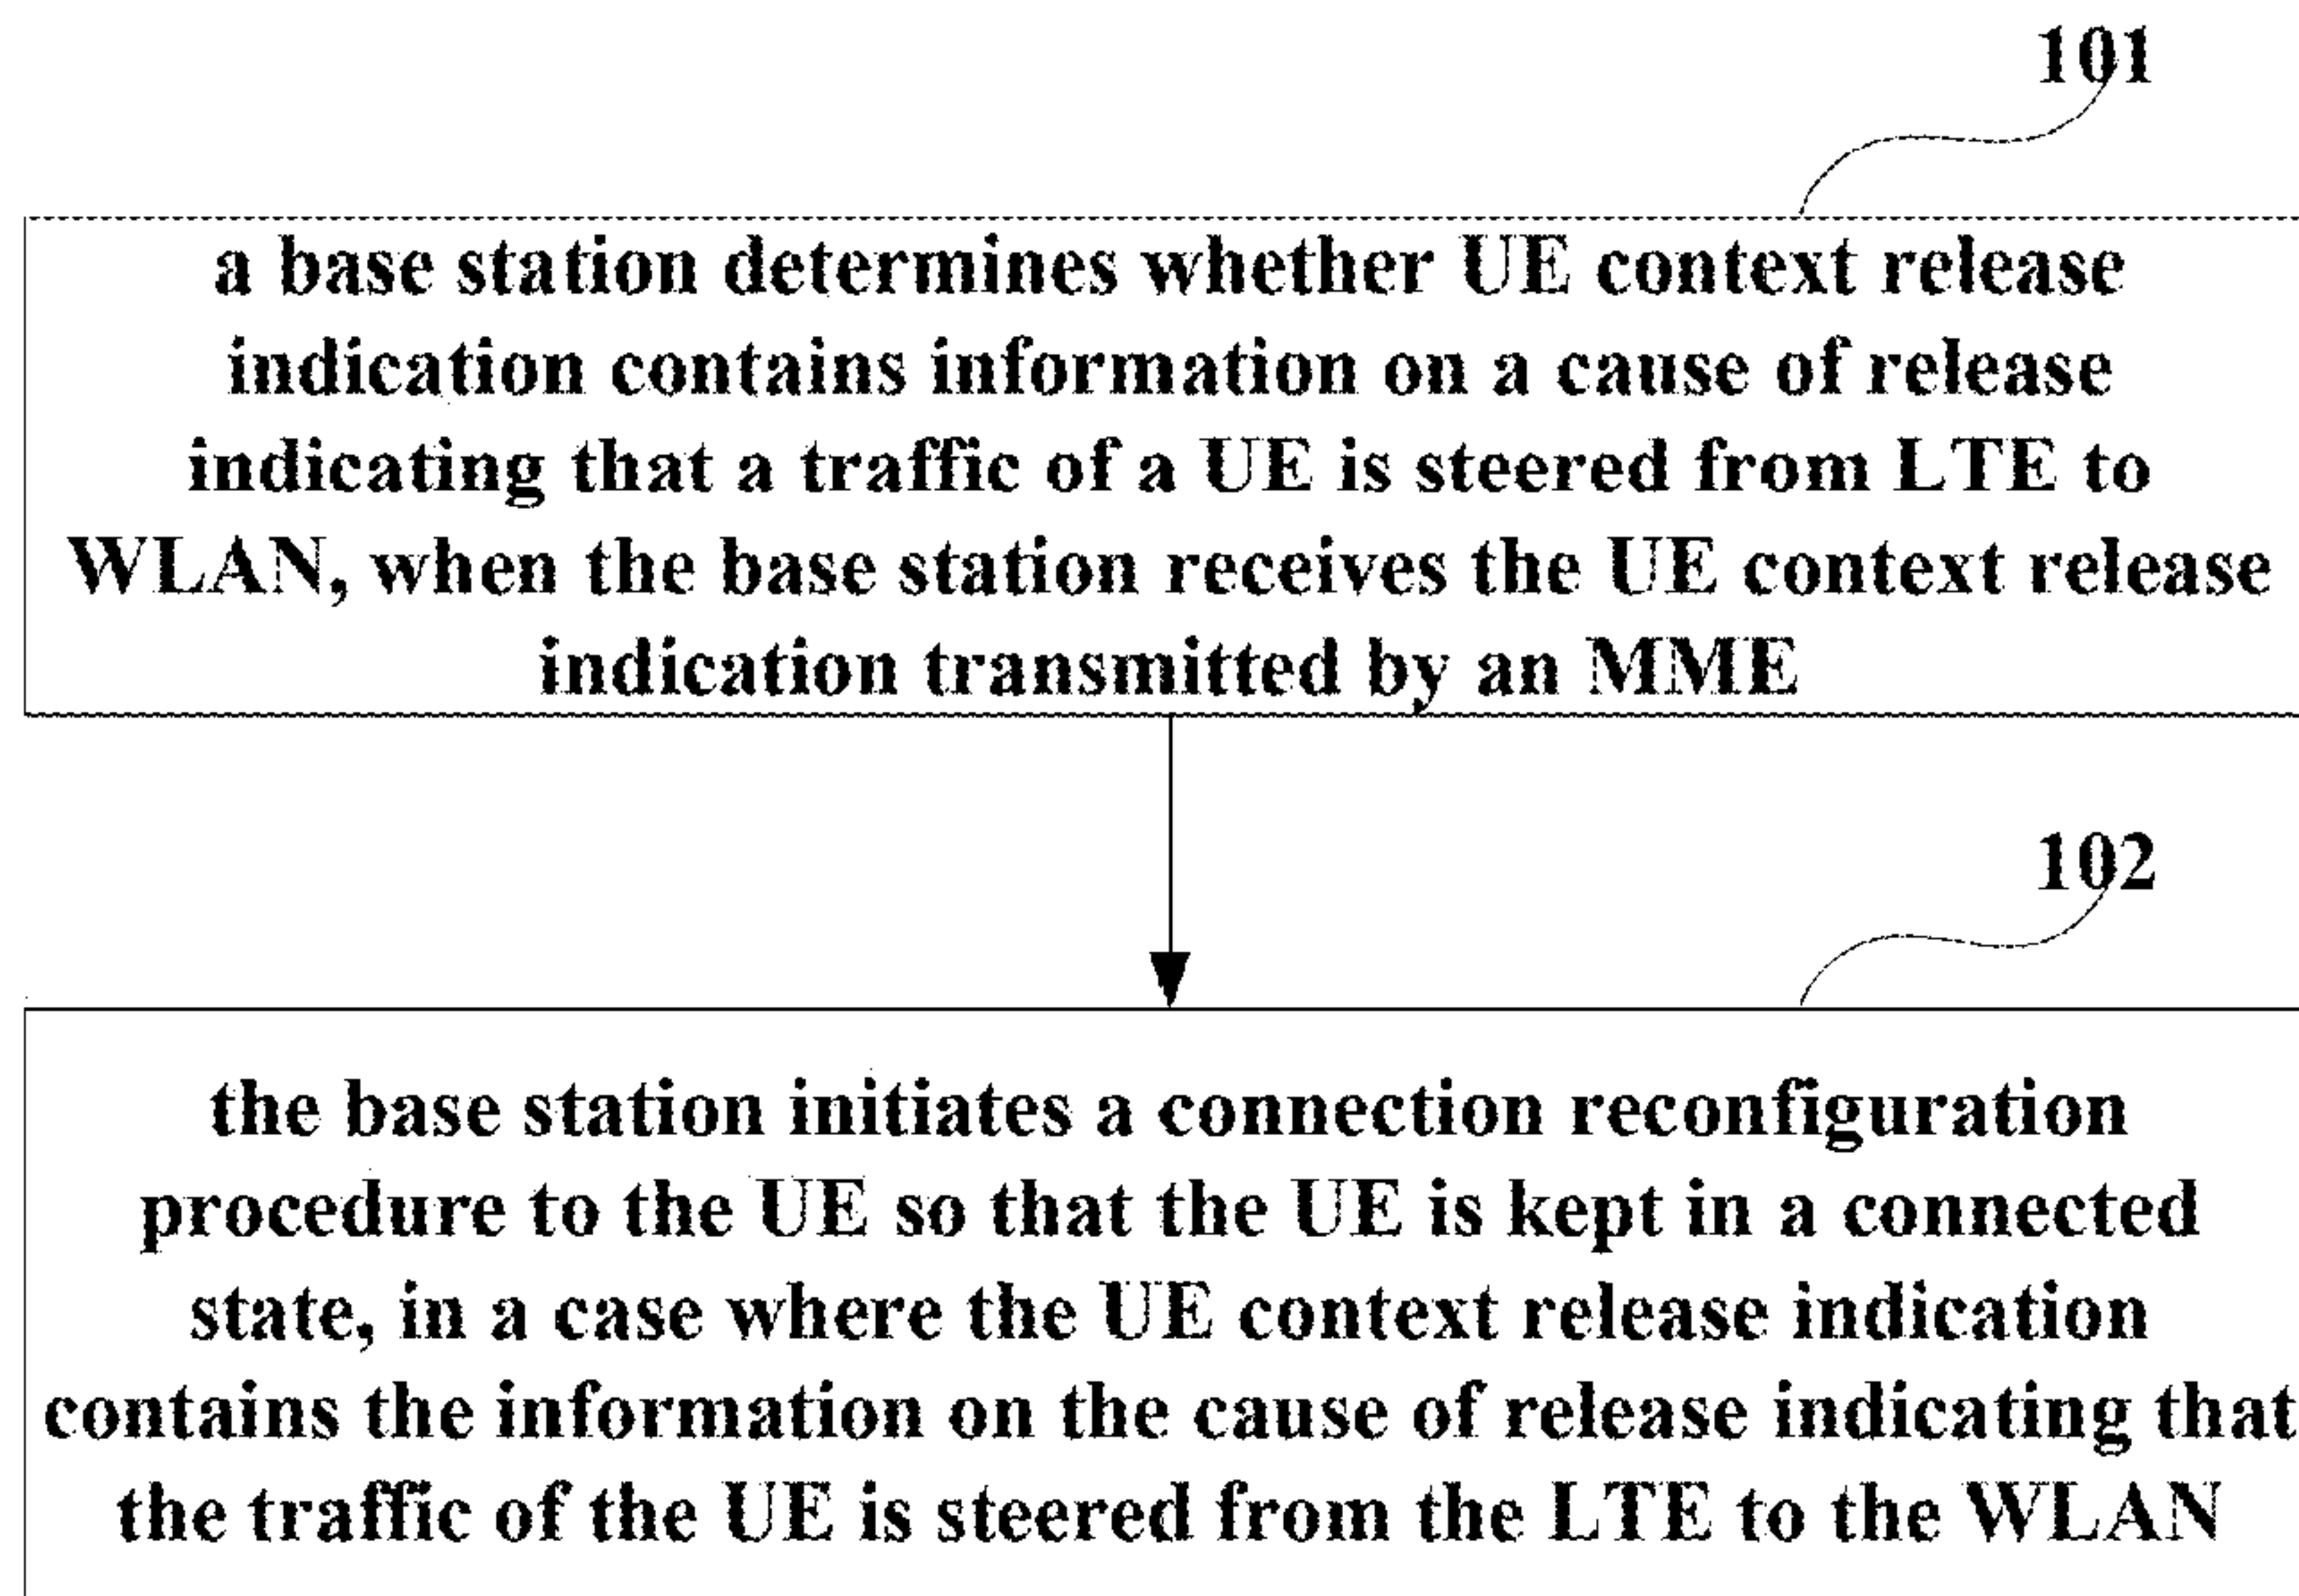 101
a base station determines whether UE context release
indication contains information on a cause of release
indicating that a traffic of a UE is steered from LTE to
WLAN, when the base station receives the UE context release
indication transmitted by an MME
102
the base station initiates a connection reconfiguration
procedure to the UE so that the UE is kept in a connected
state, in a case where the UE context release indication
contains the information on the cause of release indicating that
the traffic of the UE is steered from the LTE to the WLAN